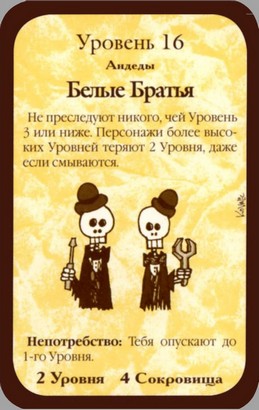 Уровень 16
Андеды
Белые Братья
Не преследуют никого, чей Уровень
3 или ниже. Персонажи более высо-
ких Уровней теряют 2 Уровня, даже
если смываются.
Непотребство: Тебя опускают до
1-го Уровня.
2 Уровня 4 Сокровища